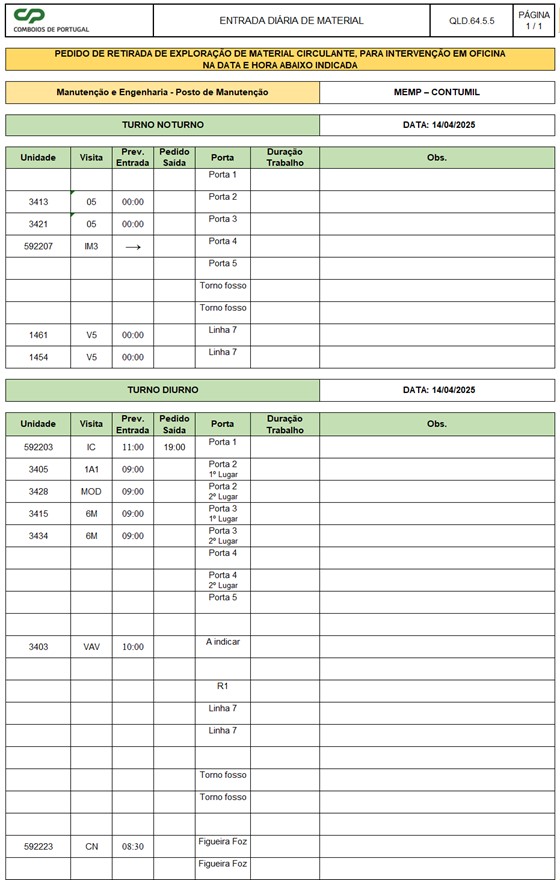 CP
COMBOIOS DE PORTUGAL
ENTRADA DIÁRIA DE MATERIAL
QLD.64.5.5
PÁGINA
1 / 1
PEDIDO DE RETIRADA DE EXPLORAÇÃO DE MATERIAL CIRCULANTE, PARA INTERVENÇÃO EM OFICINA
NA DATA E HORA ABAIXO INDICADA
Manutenção e Engenharia - Posto de Manutenção MEMP – CONTUMIL
TURNO NOTURNO DATA: 14/04/2025
Unidade Visita Prev. Entrada Pedido Saída Porta Duração Trabalho Obs.
Porta 1
3413 05 00:00 Porta 2
3421 05 00:00 Porta 3
592207 IM3 → Porta 4
Porta 5
Torno fosso
Torno fosso
1461 V5 00:00 Linha 7
1454 V5 00:00 Linha 7
TURNO DIURNO DATA: 14/04/2025
Unidade Visita Prev. Entrada Pedido Saída Porta Duração Trabalho Obs.
592203 IC 11:00 19:00 Porta 1
3405 1A1 09:00 Porta 2 1º Lugar
3428 MOD 09:00 Porta 2 2º Lugar
3415 6M 09:00 Porta 3 1º Lugar
3434 6M 09:00 Porta 3 2º Lugar
Porta 4
Porta 4 2º Lugar
Porta 5
3403 VAV 10:00 A indicar
R1
Linha 7
Linha 7
Torno fosso
Torno fosso
592223 CN 08:30 Figueira Foz
Figueira Foz